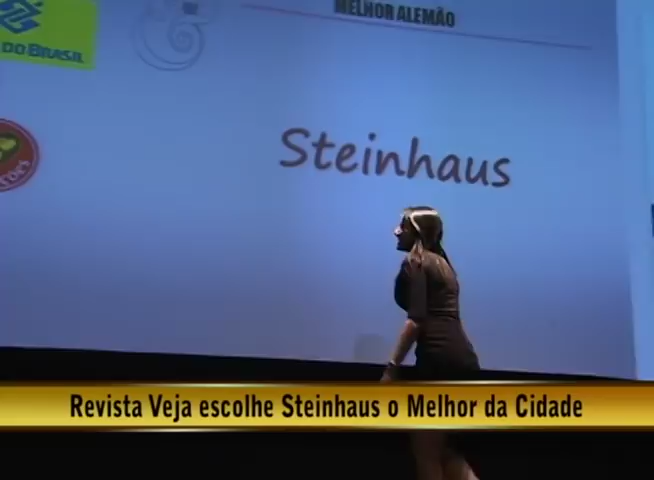 MELHOR ALEMÃO
DO BRASIL
Steinhaus
Revista Veja escolhe Steinhaus o Melhor da Cidade